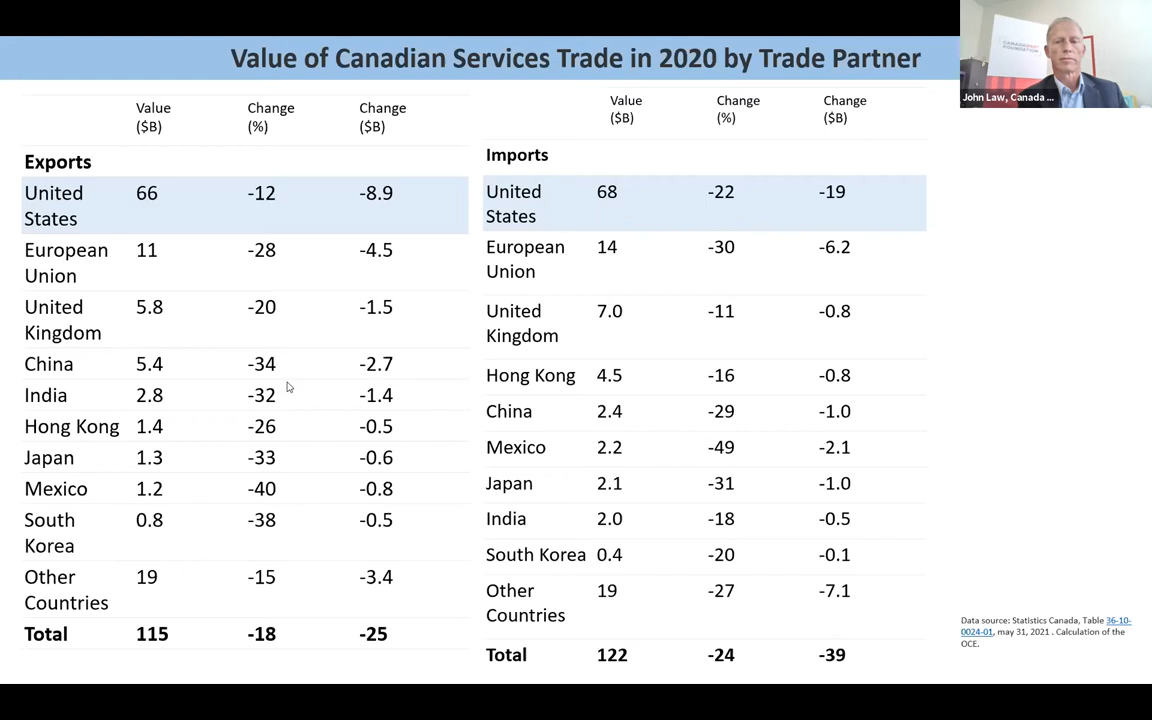 Value of Canadian Services Trade in 2020 by Trade Partner
Value ($B) Change (%) Change ($B)
Exports
United States 66 -12 -8.9
European Union 11 -28 -4.5
United Kingdom 5.8 -20 -1.5
China 5.4 -34 -2.7
India 2.8 -32 -1.4
Hong Kong 1.4 -26 -0.5
Japan 1.3 -33 -0.6
Mexico 1.2 -40 -0.8
South Korea 0.8 -38 -0.5
Other Countries 19 -15 -3.4
Total 115 -18 -25
Value ($B) Change (%) Change ($B)
Imports
United States 68 -22 -19
European Union 14 -30 -6.2
United Kingdom 7.0 -11 -0.8
Hong Kong 4.5 -16 -0.8
China 2.4 -29 -1.0
Mexico 2.2 -49 -2.1
Japan 2.1 -31 -1.0
India 2.0 -18 -0.5
South Korea 0.4 -20 -0.1
Other Countries 19 -27 -7.1
Total 122 -24 -39
John Law, Canada ...
Data source: Statistics Canada, Table 36-10-
0024-01, may 31, 2021 . Calculation of the
OCE.